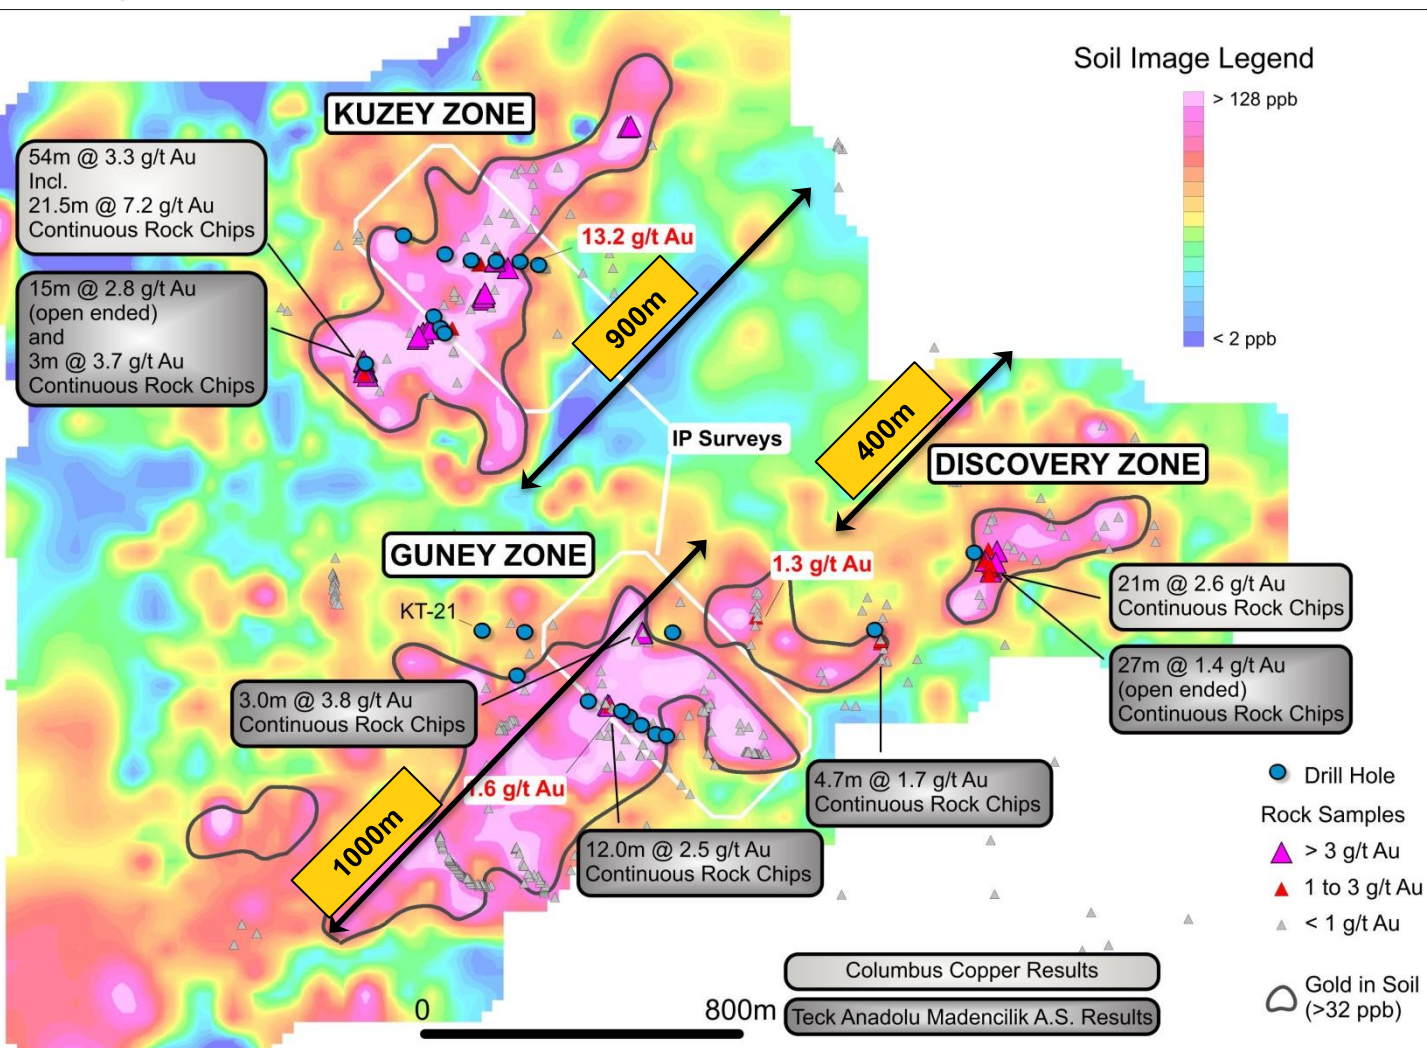 Soil Image Legend
> 128 ppb
< 2 ppb
KUZEY ZONE
54m @ 3.3 g/t Au
Incl.
21.5m @ 7.2 g/t Au
Continuous Rock Chips
15m @ 2.8 g/t Au
(open ended)
and
3m @ 3.7 g/t Au
Continuous Rock Chips
13.2 g/t Au
900m
400m
IP Surveys
DISCOVERY ZONE
GUNEY ZONE
1.3 g/t Au
KT-21
21m @ 2.6 g/t Au
Continuous Rock Chips
27m @ 1.4 g/t Au
(open ended)
Continuous Rock Chips
3.0m @ 3.8 g/t Au
Continuous Rock Chips
1.6 g/t Au
4.7m @ 1.7 g/t Au
Continuous Rock Chips
1000m
12.0m @ 2.5 g/t Au
Continuous Rock Chips
Drill Hole
Rock Samples
> 3 g/t Au
1 to 3 g/t Au
< 1 g/t Au
Gold in Soil
(>32 ppb)
Columbus Copper Results
Teck Anadolu Madencilik A.S. Results
0
800m